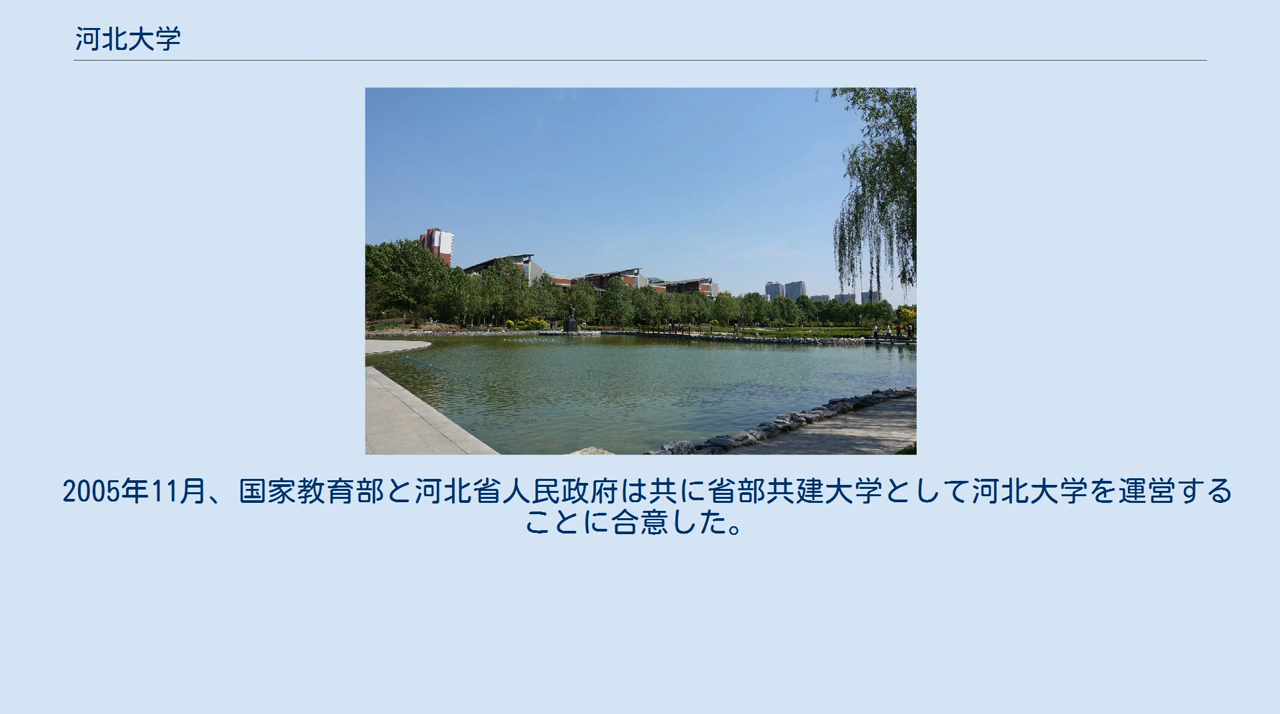 河北大学
2005年11月、国家教育部と河北省人民政府は共に省部共建大学として河北大学を運営する
ことに合意した。